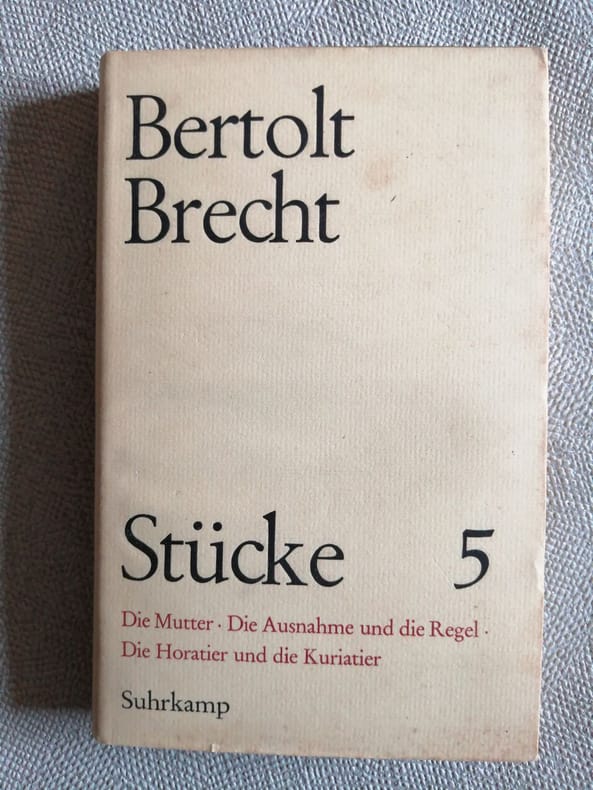 Bertolt
Brecht
Stücke 5
Die Mutter · Die Ausnahme und die Regel ·
Die Horatier und die Kuriatier
Suhrkamp